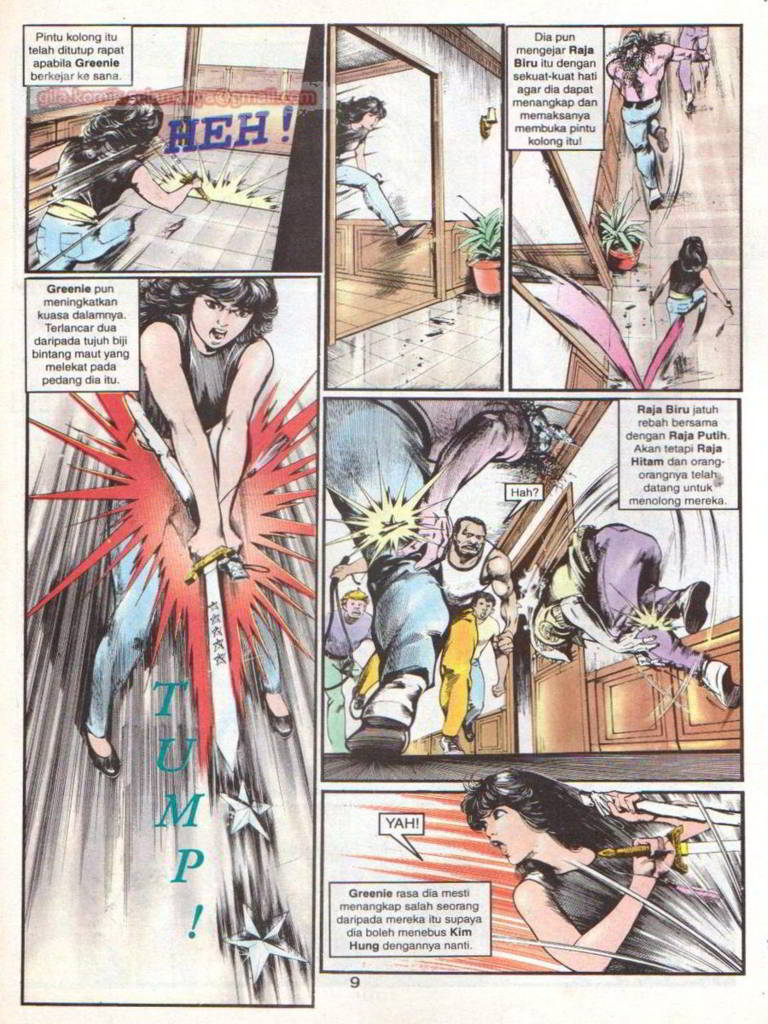 Pintu kolong itu
telah ditutup rapat
apabila Greenie
berkejar ke sana.
HEH!
Dia pun
mengejar Raja
Biru itu dengan
sekuat-kuat hati
agar dia dapat
menangkap dan
memaksanya
membuka pintu
kolong itu!
Greenie pun
meningkatkan
kuasa dalamnya.
Terlancar dua
daripada tujuh biji
bintang maut yang
melekat pada
pedang dia itu.
TUMP!
Raja Biru jatuh
rebah bersama
dengan Raja Putih.
Akan tetapi Raja
Hitam dan orang-
orangnya telah
datang untuk
menolong mereka.
Hah?
YAH!
Greenie rasa dia mesti
menangkap salah seorang
daripada mereka itu supaya
dia boleh menebus Kim
Hung dengannya nanti.
9